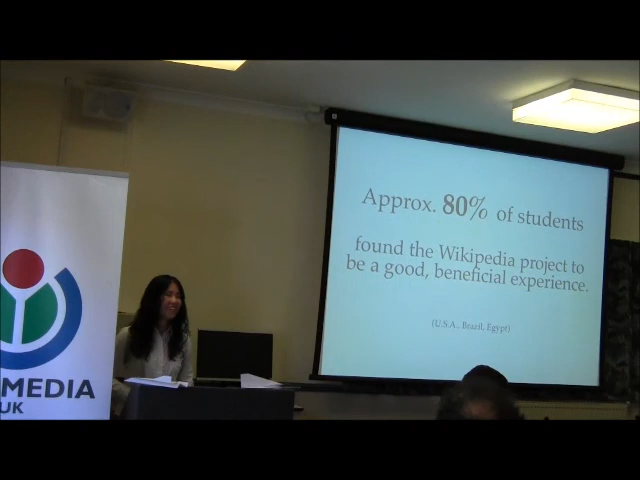 Approx. 80% of students
found the Wikipedia project to
be a good, beneficial experience.
(U.S.A., Brazil, Egypt)
MEDIA
UK